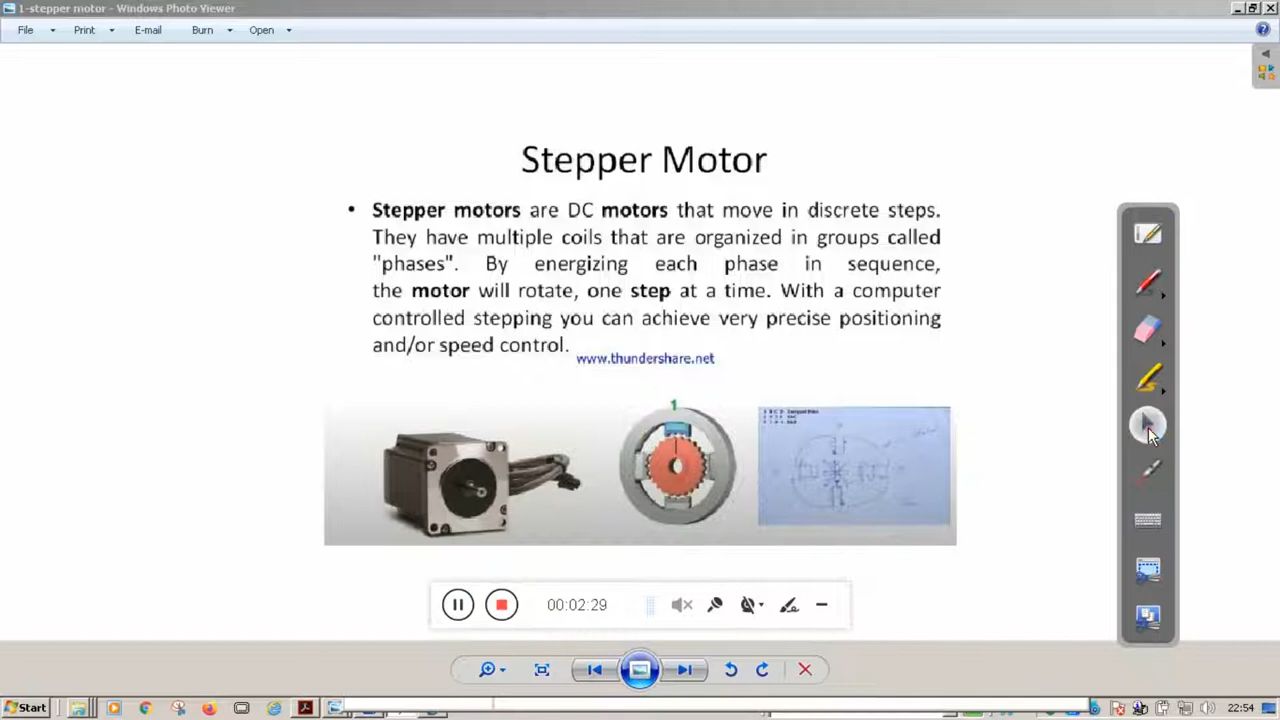 1-stepper motor - Windows Photo Viewer
File Print E-mail Burn Open
Stepper Motor
• Stepper motors are DC motors that move in discrete steps.
They have multiple coils that are organized in groups called
"phases". By energizing each phase in sequence,
the motor will rotate, one step at a time. With a computer
controlled stepping you can achieve very precise positioning
and/or speed control.
www.thundershare.net
1
00:02:29
Start
22:54